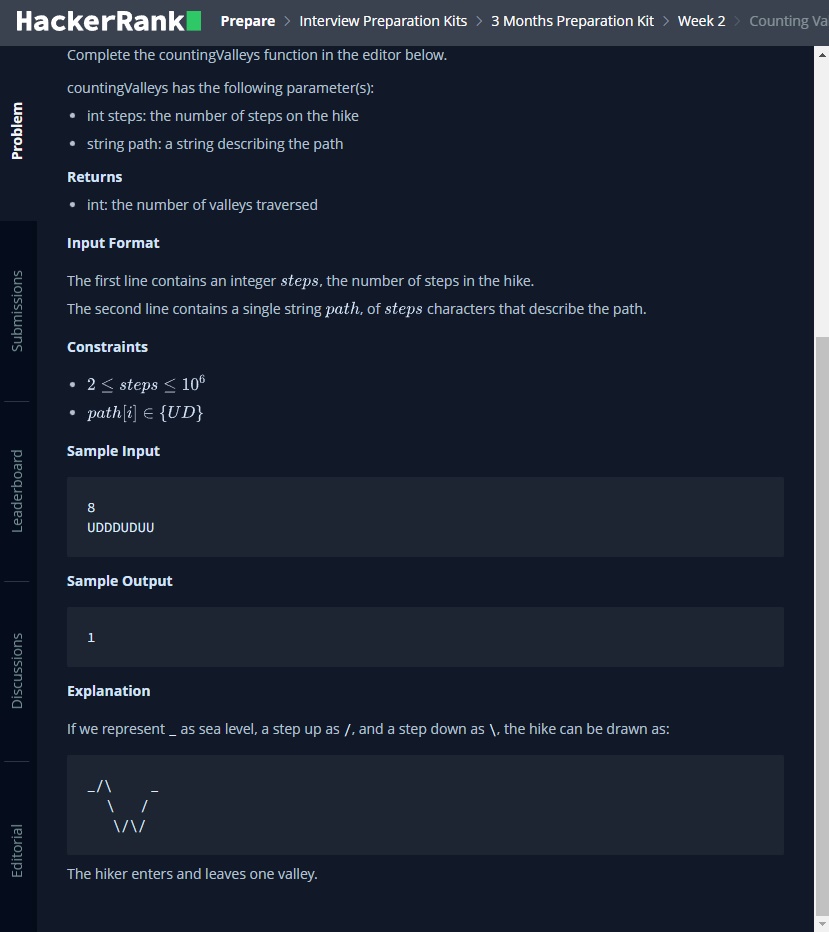 HackerRank
Prepare > Interview Preparation Kits > 3 Months Preparation Kit > Week 2 > Counting Va
Problem
Submissions
Leaderboard
Discussions
Editorial
Complete the countingValleys function in the editor below.
countingValleys has the following parameter(s):
• int steps: the number of steps on the hike
• string path: a string describing the path
Returns
• int: the number of valleys traversed
Input Format
The first line contains an integer steps, the number of steps in the hike.
The second line contains a single string path, of steps characters that describe the path.
Constraints
• 2 ≤ steps ≤ 10⁶
• path[i] ∈ {UD}
Sample Input
8
UDDDUDUU
Sample Output
1
Explanation
If we represent _ as sea level, a step up as /, and a step down as \, the hike can be drawn as:
_/\      _
   \    /
    \/\/
The hiker enters and leaves one valley.